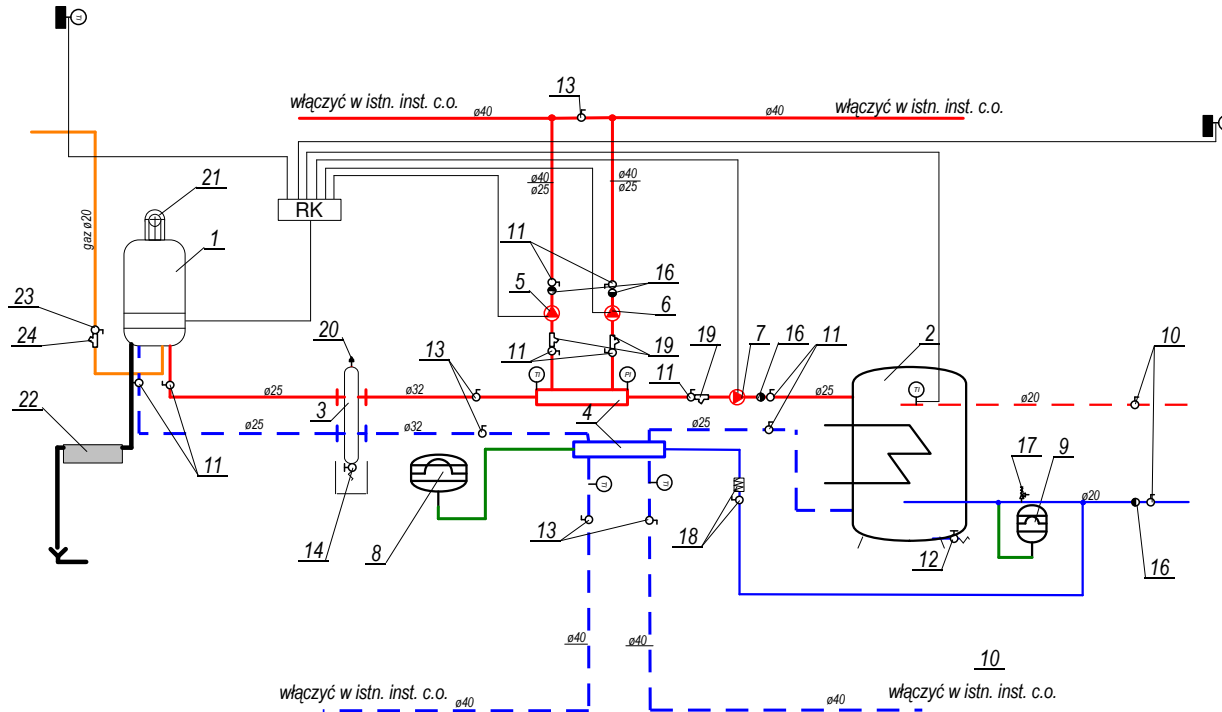 TI
13
włączyć w istn. inst. c.o.
ø40
ø40
włączyć w istn. inst. c.o.
21
gaz ø20
RK
ø40
ø25
ø40
ø25
1
11
16
5
6
23
24
20
13
11
19
7
16
11
2
10
TI
PI
11
19
TI
ø25
ø32
ø25
ø20
3
4
22
ø25
ø32
ø25
11
17
9
TI
TI
ø20
14
8
13
18
12
16
ø40
ø40
10
włączyć w istn. inst. c.o.
ø40
ø40
włączyć w istn. inst. c.o.